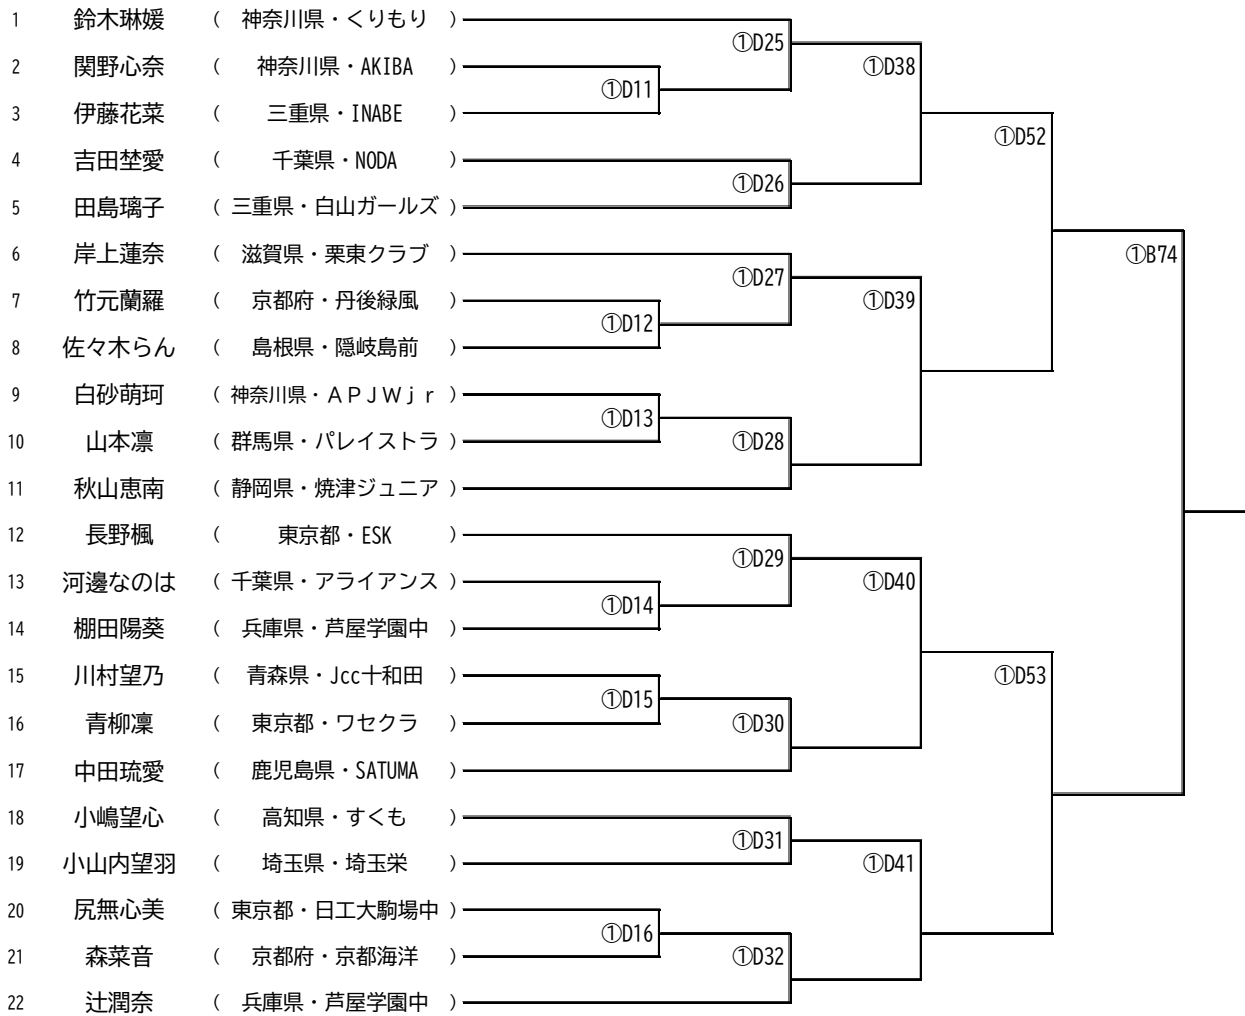 1 鈴木琳媛 ( 神奈川県・くりもり )
①D25
2 関野心奈 ( 神奈川県・AKIBA )
①D38
①D11
3 伊藤花菜 ( 三重県・INABE )
①D52
4 吉田埜愛 ( 千葉県・NODA )
①D26
5 田島璃子 ( 三重県・白山ガールズ )
6 岸上蓮奈 ( 滋賀県・栗東クラブ )
①B74
①D27
7 竹元蘭羅 ( 京都府・丹後緑風 )
①D39
①D12
8 佐々木らん ( 島根県・隠岐島前 )
9 白砂萌珂 ( 神奈川県・ＡＰＪＷｊｒ )
①D13
10 山本凛 ( 群馬県・パレイストラ )
①D28
11 秋山恵南 ( 静岡県・焼津ジュニア )
12 長野楓 ( 東京都・ESK )
①D29
13 河邊なのは ( 千葉県・アライアンス )
①D40
①D14
14 棚田陽葵 ( 兵庫県・芦屋学園中 )
15 川村望乃 ( 青森県・Jcc十和田 )
①D53
①D15
16 青柳凜 ( 東京都・ワセクラ )
①D30
17 中田琉愛 ( 鹿児島県・SATUMA )
18 小嶋望心 ( 高知県・すくも )
①D31
19 小山内望羽 ( 埼玉県・埼玉栄 )
①D41
20 尻無心美 ( 東京都・日工大駒場中 )
①D16
21 森菜音 ( 京都府・京都海洋 )
①D32
22 辻潤奈 ( 兵庫県・芦屋学園中 )